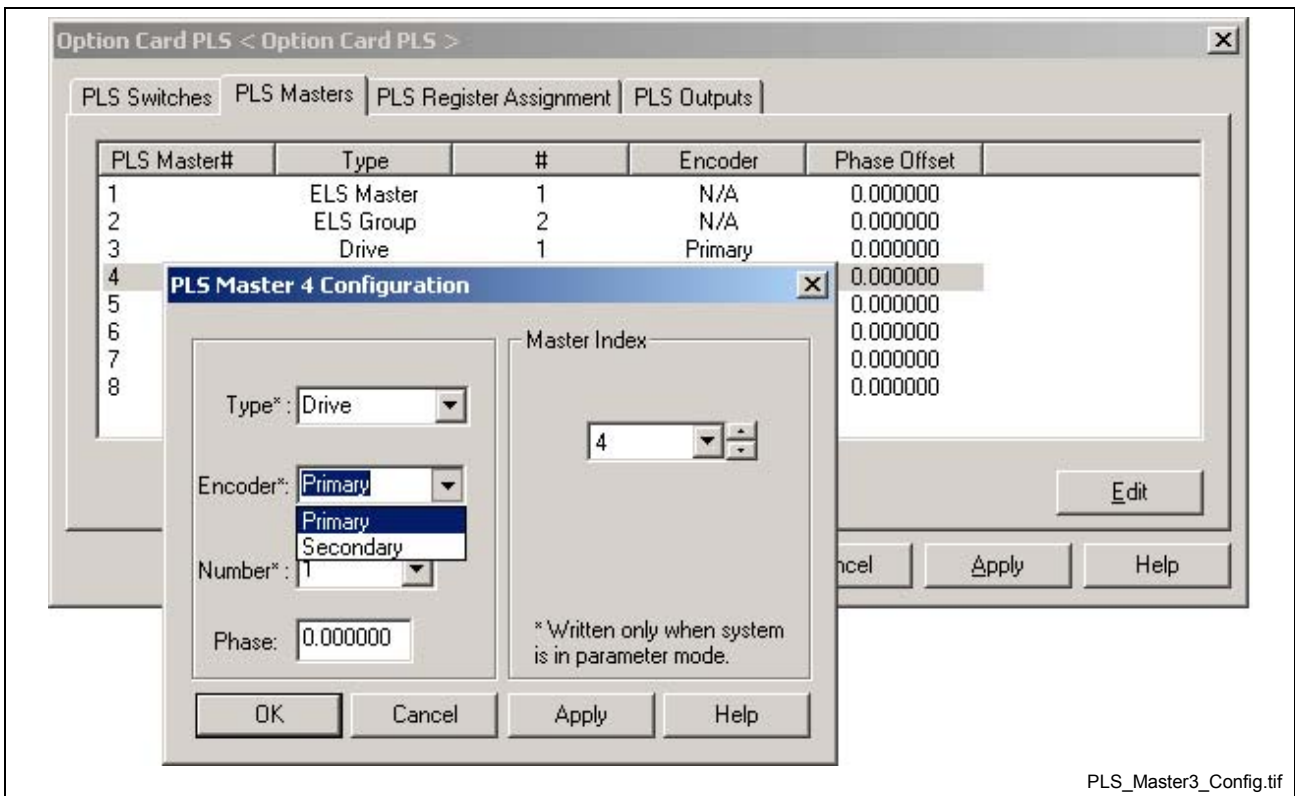 Option Card PLS < Option Card PLS >
PLS Switches PLS Masters PLS Register Assignment PLS Outputs
PLS Master# Type # Encoder Phase Offset
1 ELS Master 1 N/A 0.000000
2 ELS Group 2 N/A 0.000000
3 Drive 1 Primary 0.000000
4 0.000000
5 0.000000
6 0.000000
7 0.000000
8 0.000000
Edit
Apply Help
PLS Master 4 Configuration
Type* : Drive
Encoder*: Primary
Primary
Secondary
Number* : 1
Phase: 0.000000
Master Index
4
* Written only when system
is in parameter mode.
OK Cancel Apply Help
PLS_Master3_Config.tif